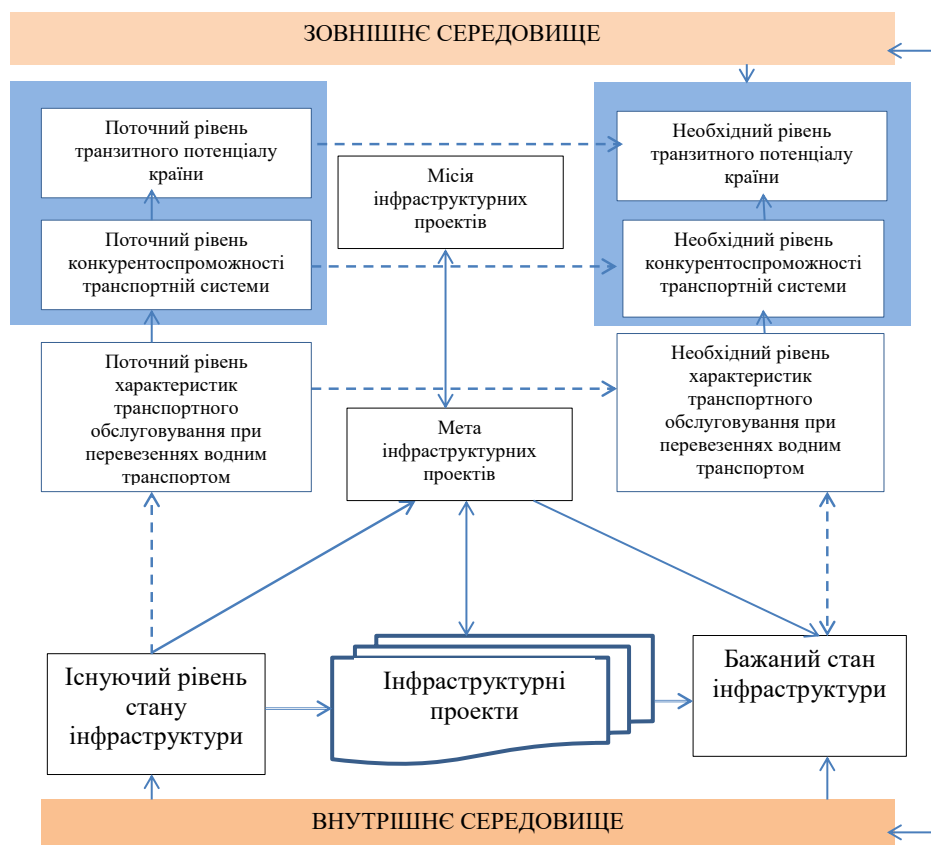 ЗОВНІШНЄ СЕРЕДОВИЩЕ
Поточний рівень
транзитного потенціалу
країни
Необхідний рівень
транзитного потенціалу
країни
Місія
інфраструктурних
проектів
Поточний рівень
конкурентоспроможності
транспортній системи
Необхідний рівень
конкурентоспроможності
транспортній системи
Поточний рівень
характеристик
транспортного
обслуговування при
перевезеннях водним
транспортом
Необхідний рівень
характеристик
транспортного
обслуговування при
перевезеннях водним
транспортом
Мета
інфраструктурних
проектів
Існуючий рівень
стану
інфраструктури
Інфраструктурні
проекти
Бажаний стан
інфраструктури
ВНУТРІШНЄ СЕРЕДОВИЩЕ